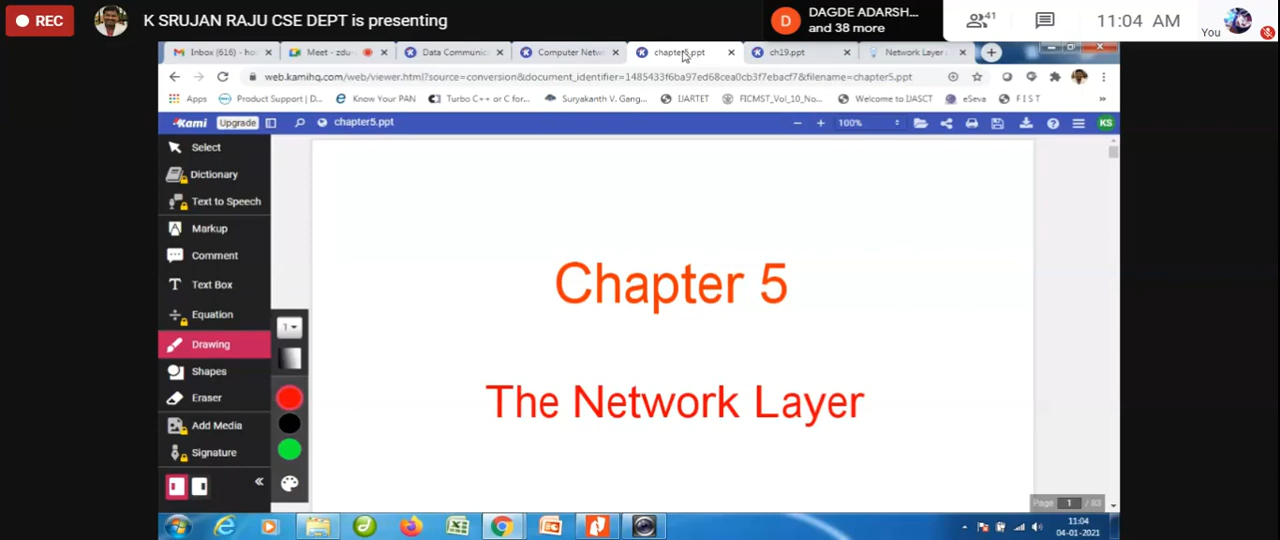 REC
K SRUJAN RAJU CSE DEPT is presenting
D
DAGDE ADARSH...
and 38 more
41
11:04 AM
You
Inbox (616) - ho
Meet - zdu
Data Communic
Computer Netw
chapter5.ppt
ch19.ppt
Network Layer
web.kamihq.com/web/viewer.html?source=conversion&document_identifier=1485433f6ba97ed68cea0cb3f7ebacf7&filename=chapter5.ppt
Apps
Product Support | D...
Know Your PAN
Turbo C++ or C for...
Suryakanth V. Gang...
IJARTET
FICMST_Vol_10_No...
Welcome to IJASCT
eSeva
F I S T
»
Kami
Upgrade
chapter5.ppt
100%
KS
Select
Dictionary
Text to Speech
Markup
Comment
Text Box
Equation
Drawing
Shapes
Eraser
Add Media
Signature
1
Chapter 5
The Network Layer
Page 1 / 83
11:04
04-01-2021